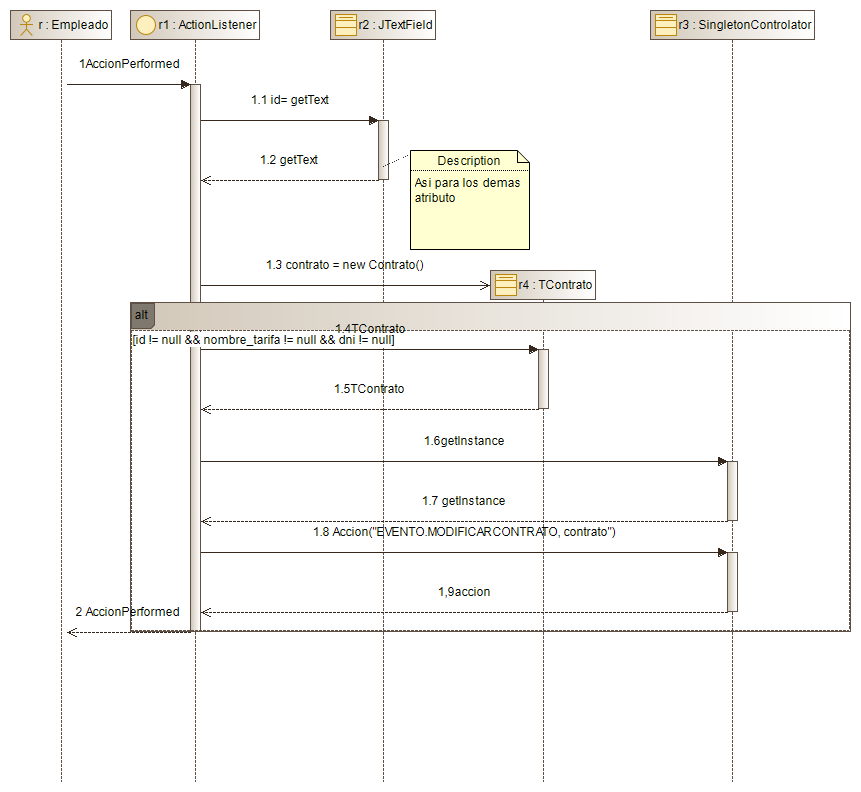 r : Empleado
r1 : ActionListener
r2 : JTextField
r3 : SingletonControlator
1AccionPerformed
1.1 id= getText
1.2 getText
Description
Asi para los demas
atributo
1.3 contrato = new Contrato()
r4 : TContrato
alt
1.4TContrato
[id != null && nombre_tarifa != null && dni != null]
1.5TContrato
1.6getInstance
1.7 getInstance
1.8 Accion("EVENTO.MODIFICARCONTRATO, contrato")
1,9accion
2 AccionPerformed